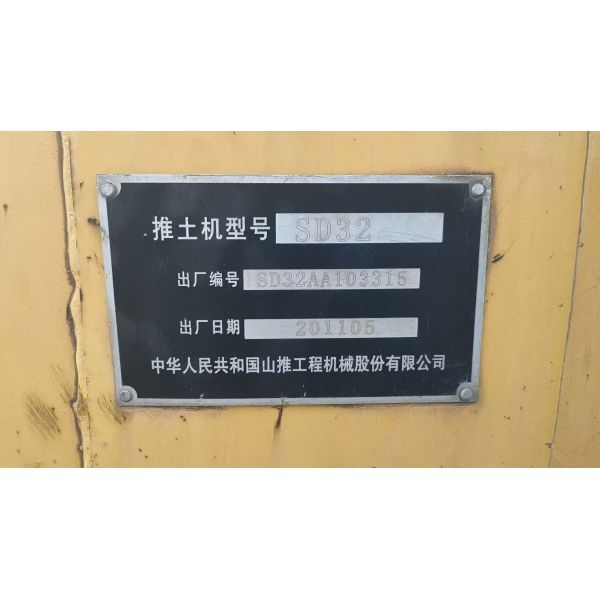 推土机型号 SD32
出厂编号 SD32AA103315
出厂日期 201105
中华人民共和国山推工程机械股份有限公司